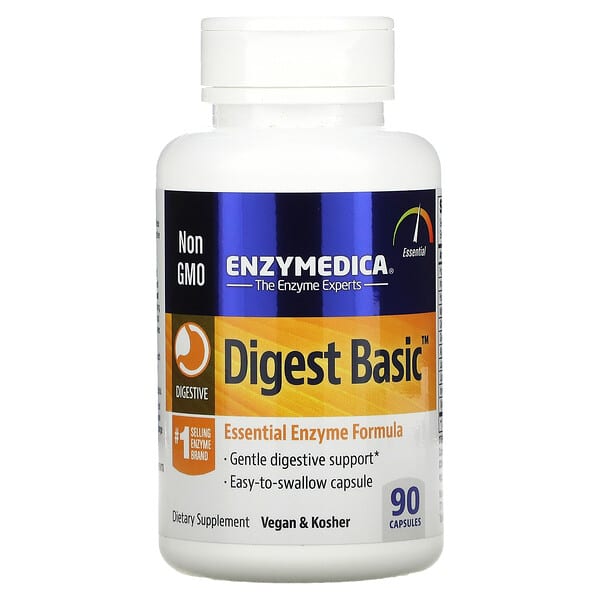 Non
GMO
ENZYMEDICA®
The Enzyme Experts
Essential
DIGESTIVE
Digest Basic™
#1
SELLING
ENZYME
BRAND
Essential Enzyme Formula
· Gentle digestive support*
· Easy-to-swallow capsule
Dietary Supplement Vegan & Kosher
90
CAPSULES